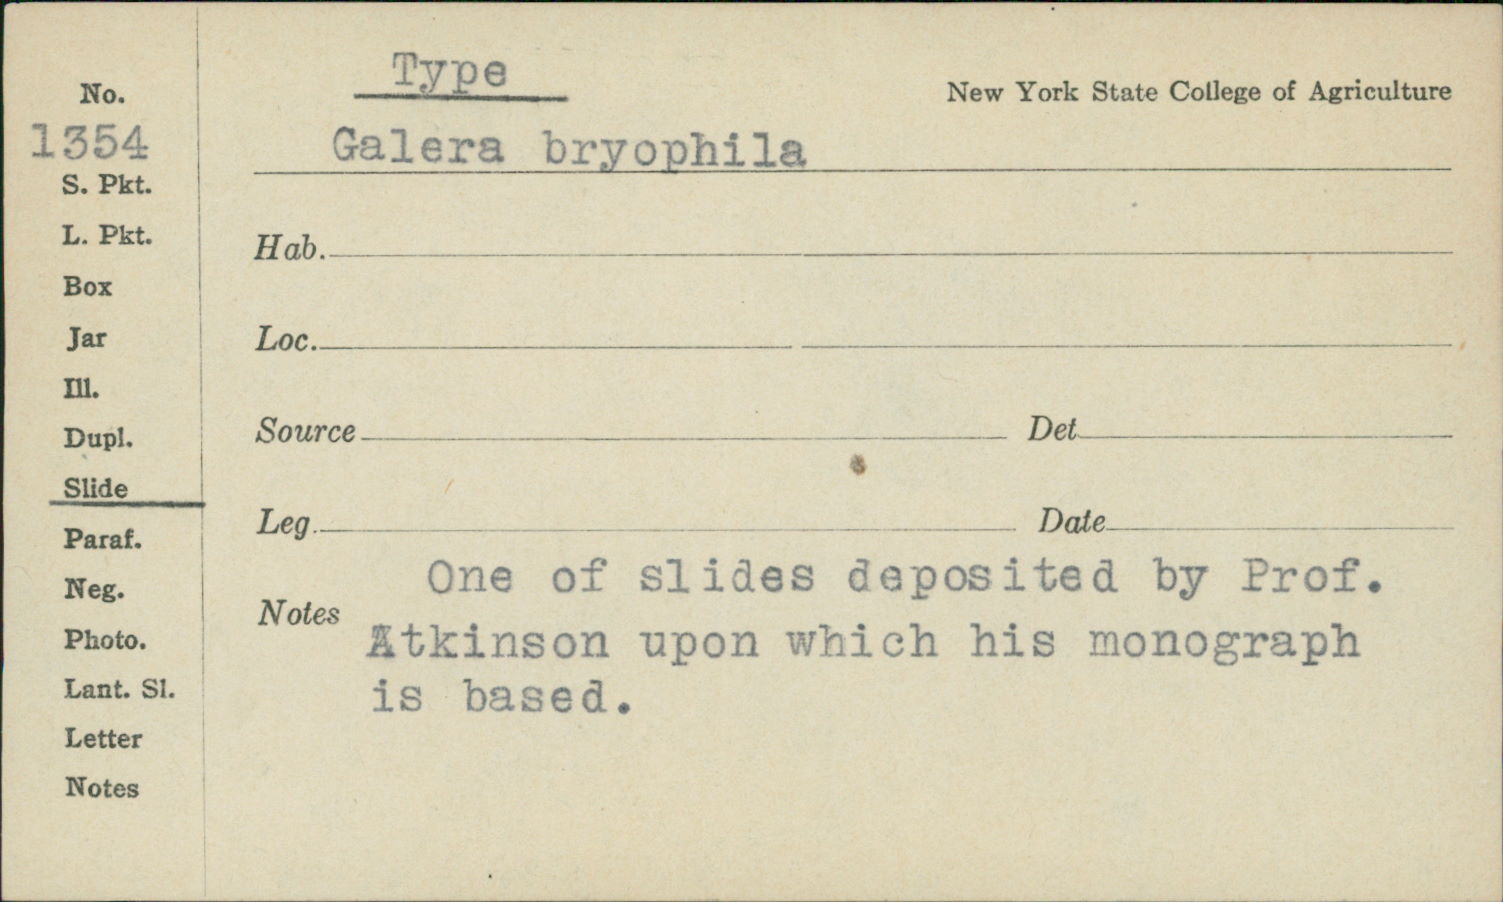 Type
New York State College of Agriculture
No.
1354
Galera bryophila
S. Pkt.
L. Pkt.
Hab.
Box
Jar
Loc.
Ill.
Dupl.
Source Det.
Slide
Leg. Date
Paraf.
Neg.
Notes One of slides deposited by Prof.
Atkinson upon which his monograph
is based.
Photo.
Lant. Sl.
Letter
Notes